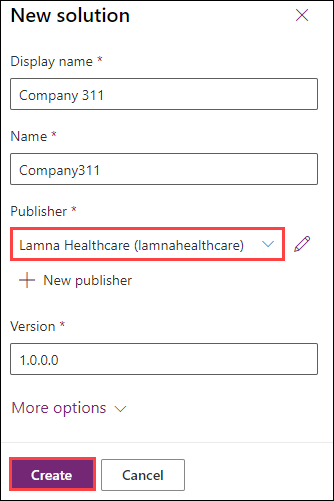 New solution
Display name *
Company 311
Name *
Company311
Publisher *
Lamna Healthcare (lamnahealthcare)
New publisher
Version *
1.0.0.0
More options
Create Cancel